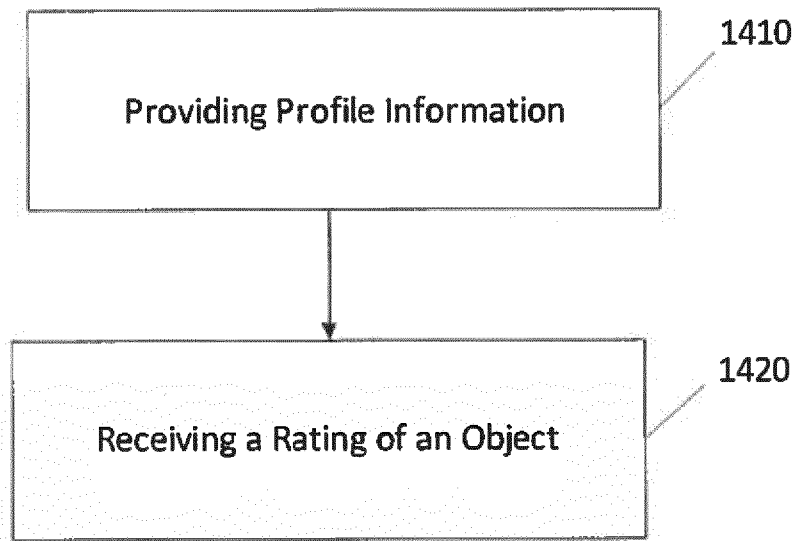 1410
Providing Profile Information
1420
Receiving a Rating of an Object